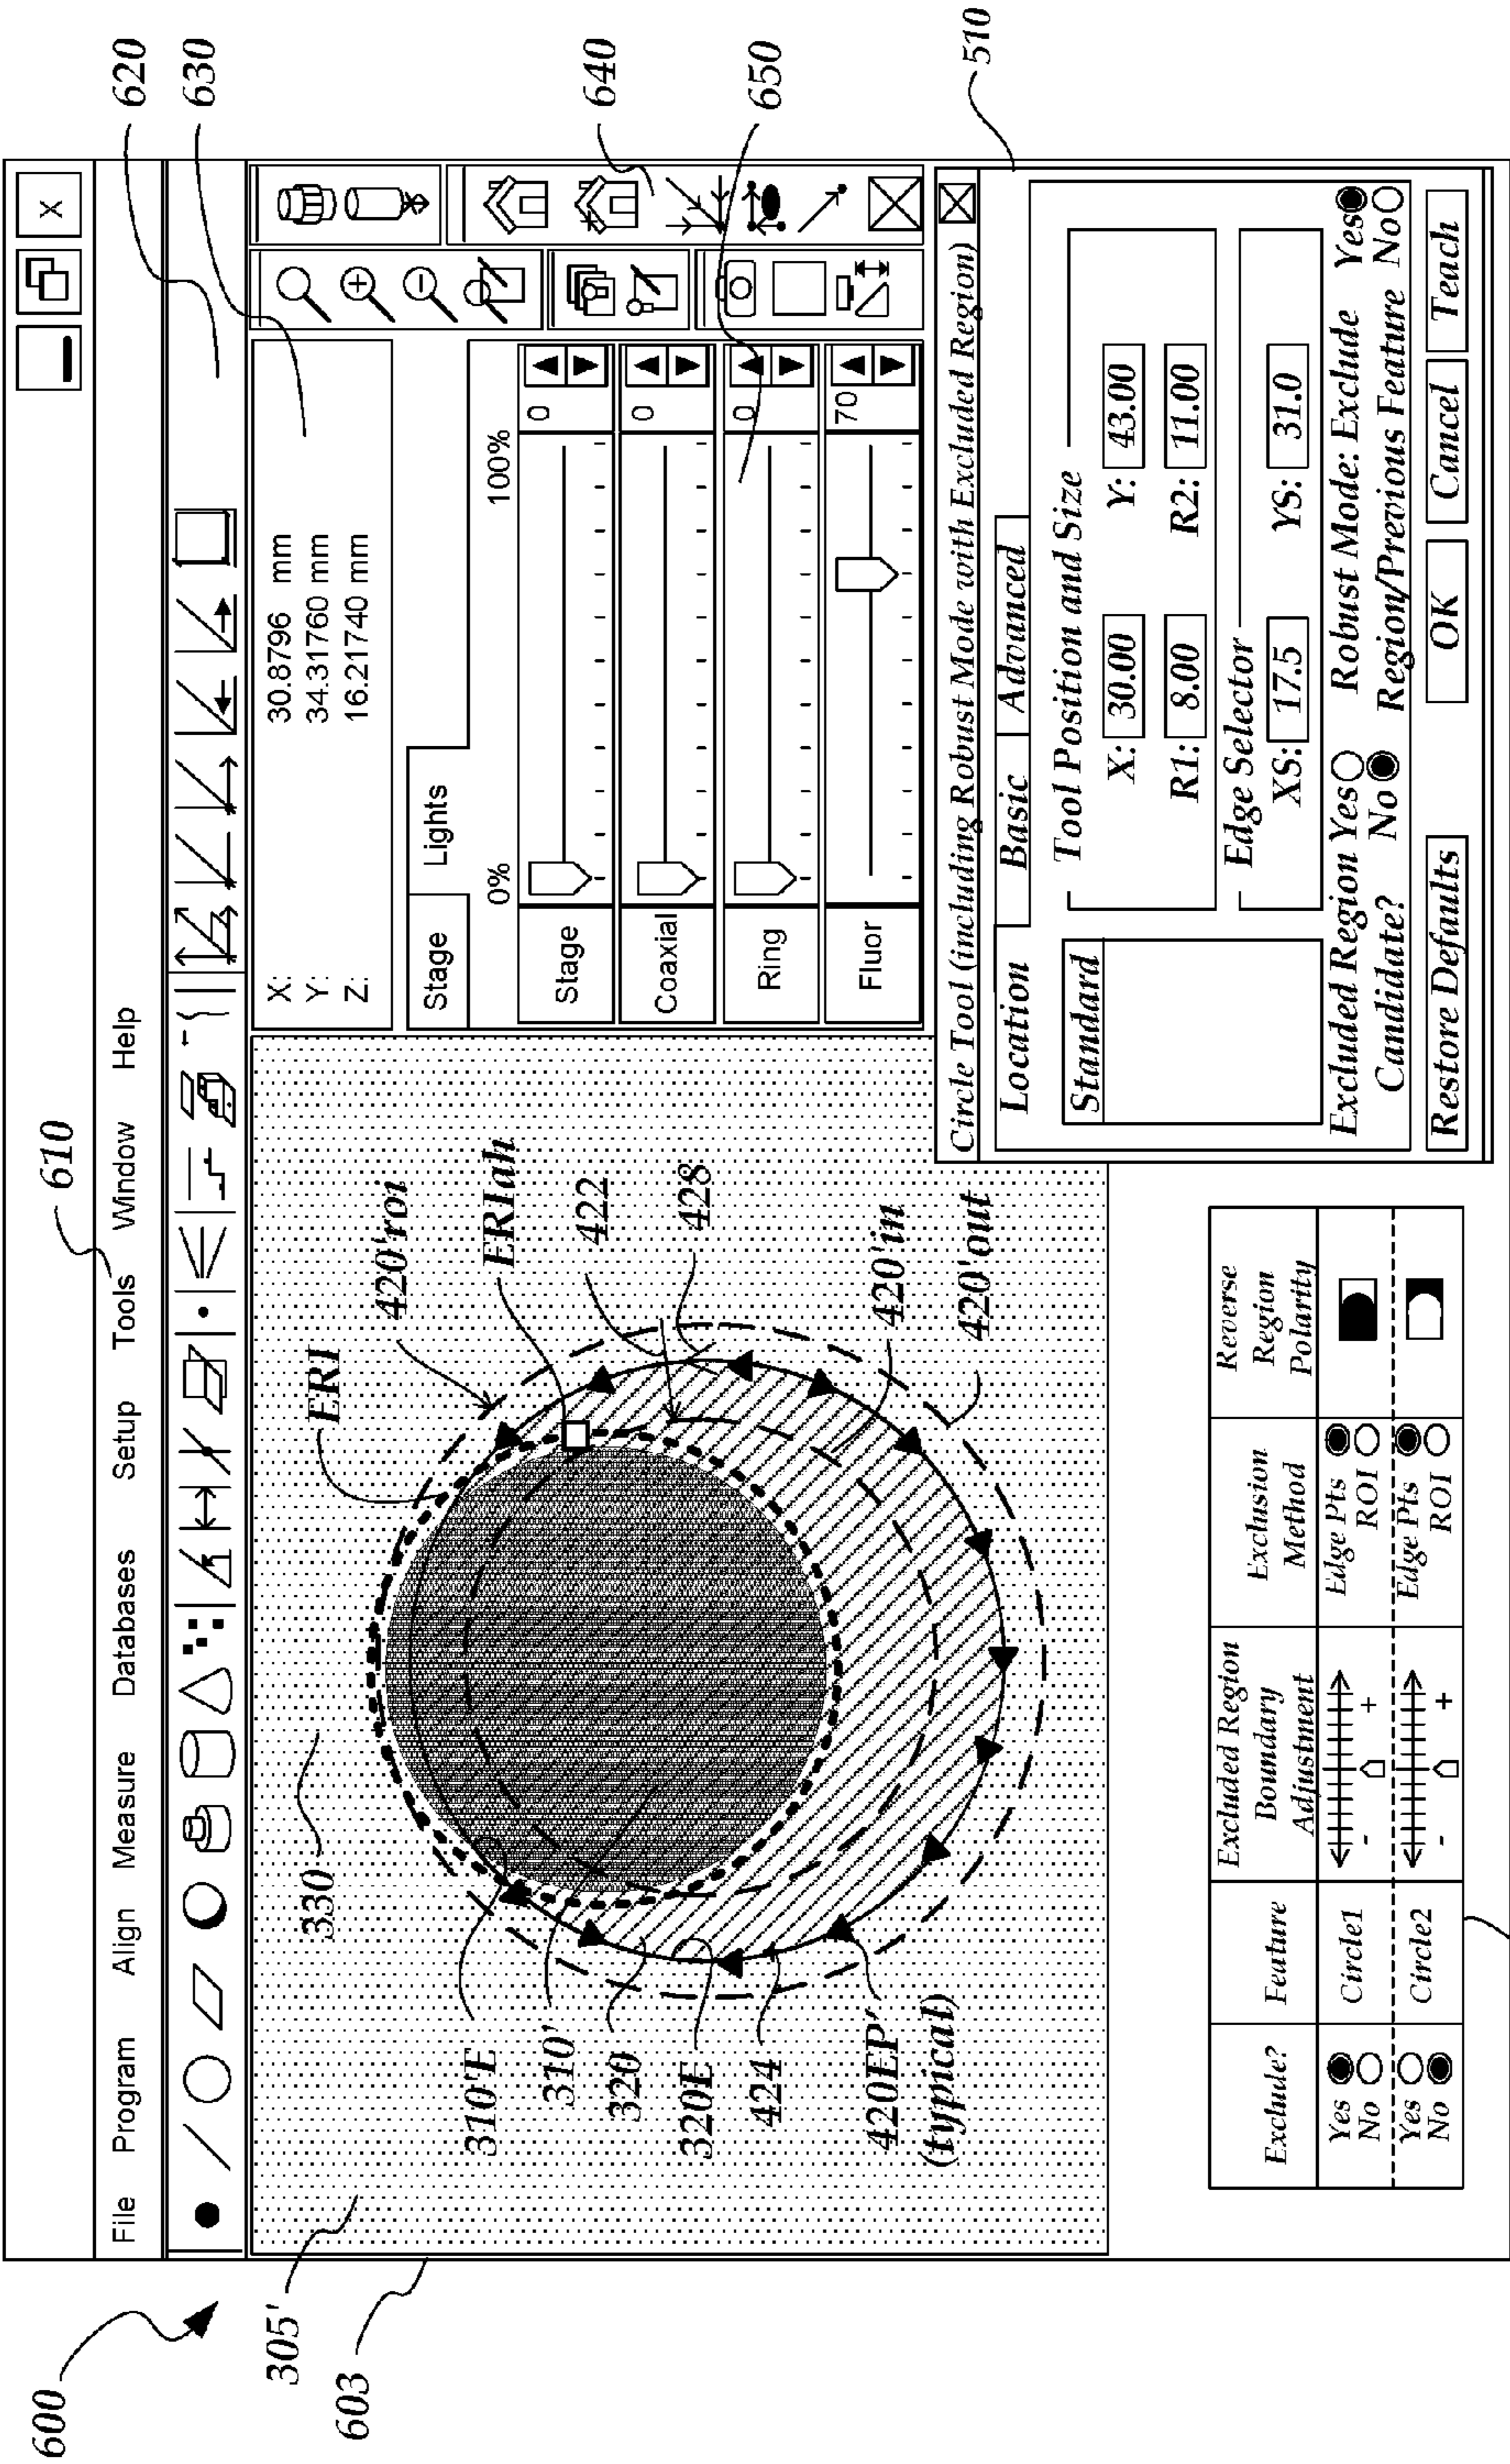 600
610
620
630
X
File Program Align Measure Databases Setup Tools Window Help
X: 30.8796 mm
Y: 34.31760 mm
Z: 16.21740 mm
Stage Lights
0% 100%
Stage 0
Coaxial 0
Ring 0
Fluor 70
640
650
510
305'
603
330
ERI
420'roi
ERIah
422
428
420'in
420'out
310'E
310'
320
320E
424
420EP'
(typical)
Circle Tool (including Robust Mode with Excluded Region)
Location Basic Advanced
Standard
Tool Position and Size
X: 30.00 Y: 43.00
R1: 8.00 R2: 11.00
Edge Selector
XS: 17.5 YS: 31.0
Excluded Region Yes Robust Mode: Exclude Yes
Candidate? No Region/Previous Feature No
Restore Defaults OK Cancel Teach
Exclude? Feature Excluded Region Boundary Adjustment Exclusion Method Reverse Region Polarity
Yes Circle1 Edge Pts
No - + ROI
Yes Circle2 Edge Pts
No - + ROI